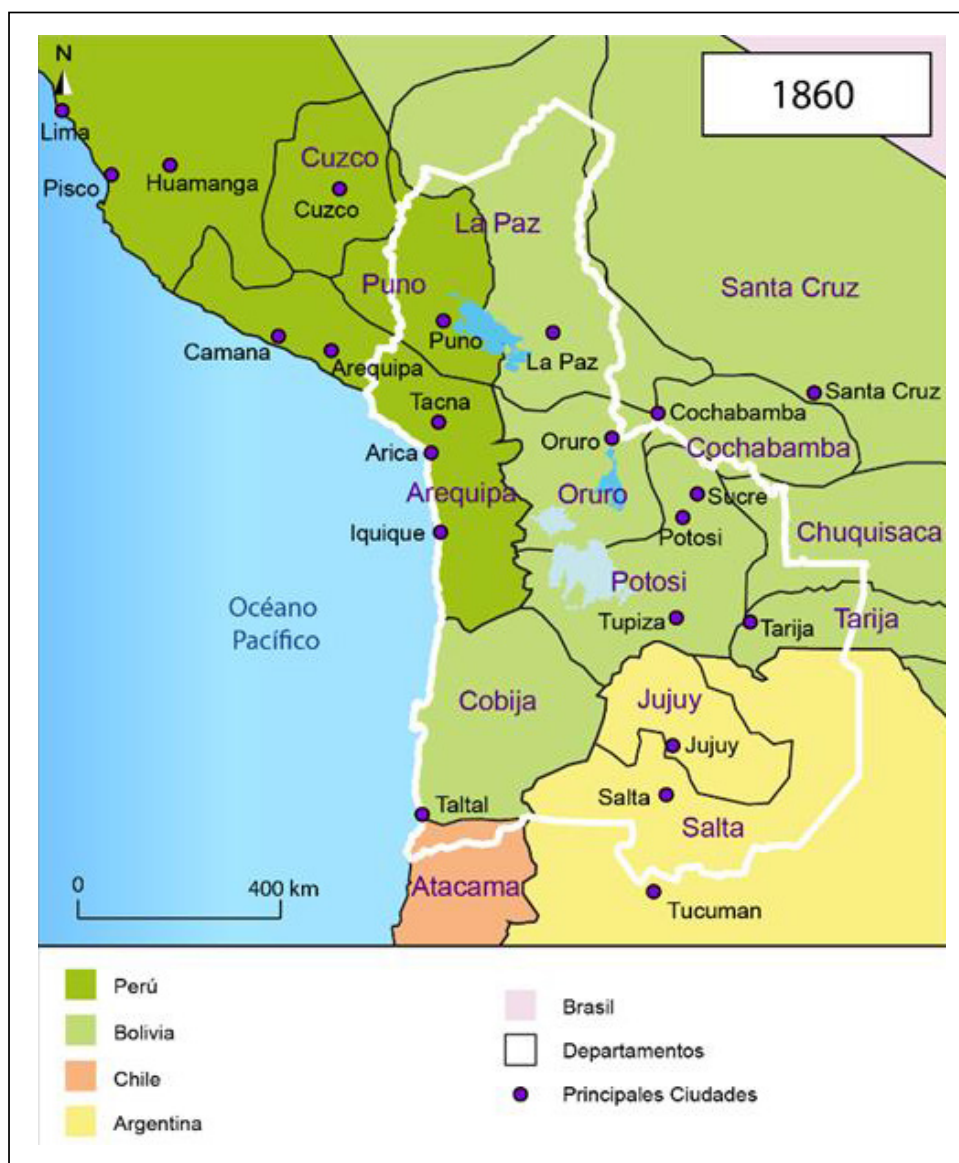 N
1860
Lima
Pisco
Huamanga
Cuzco
Cuzco
La Paz
Puno
Puno
Santa Cruz
Camana
Arequipa
La Paz
Santa Cruz
Tacna
Cochabamba
Arica
Oruro
Cochabamba
Arequipa
Oruro
Sucre
Iquique
Potosi
Chuquisaca
Potosi
Océano
Pacífico
Tupiza
Tarija
Tarija
Cobija
Jujuy
Jujuy
Salta
Taltal
Salta
Atacama
0 400 km
Tucuman
Perú
Bolivia
Chile
Argentina
Brasil
Departamentos
Principales Ciudades